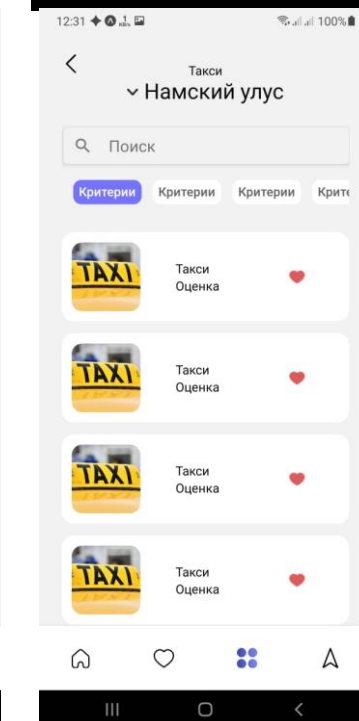 12:31
100%
Такси
Намский улус
Поиск
Критерии Критерии Критерии Крите
TAXI
Такси
Оценка
TAXI
Такси
Оценка
TAXI
Такси
Оценка
TAXI
Такси
Оценка